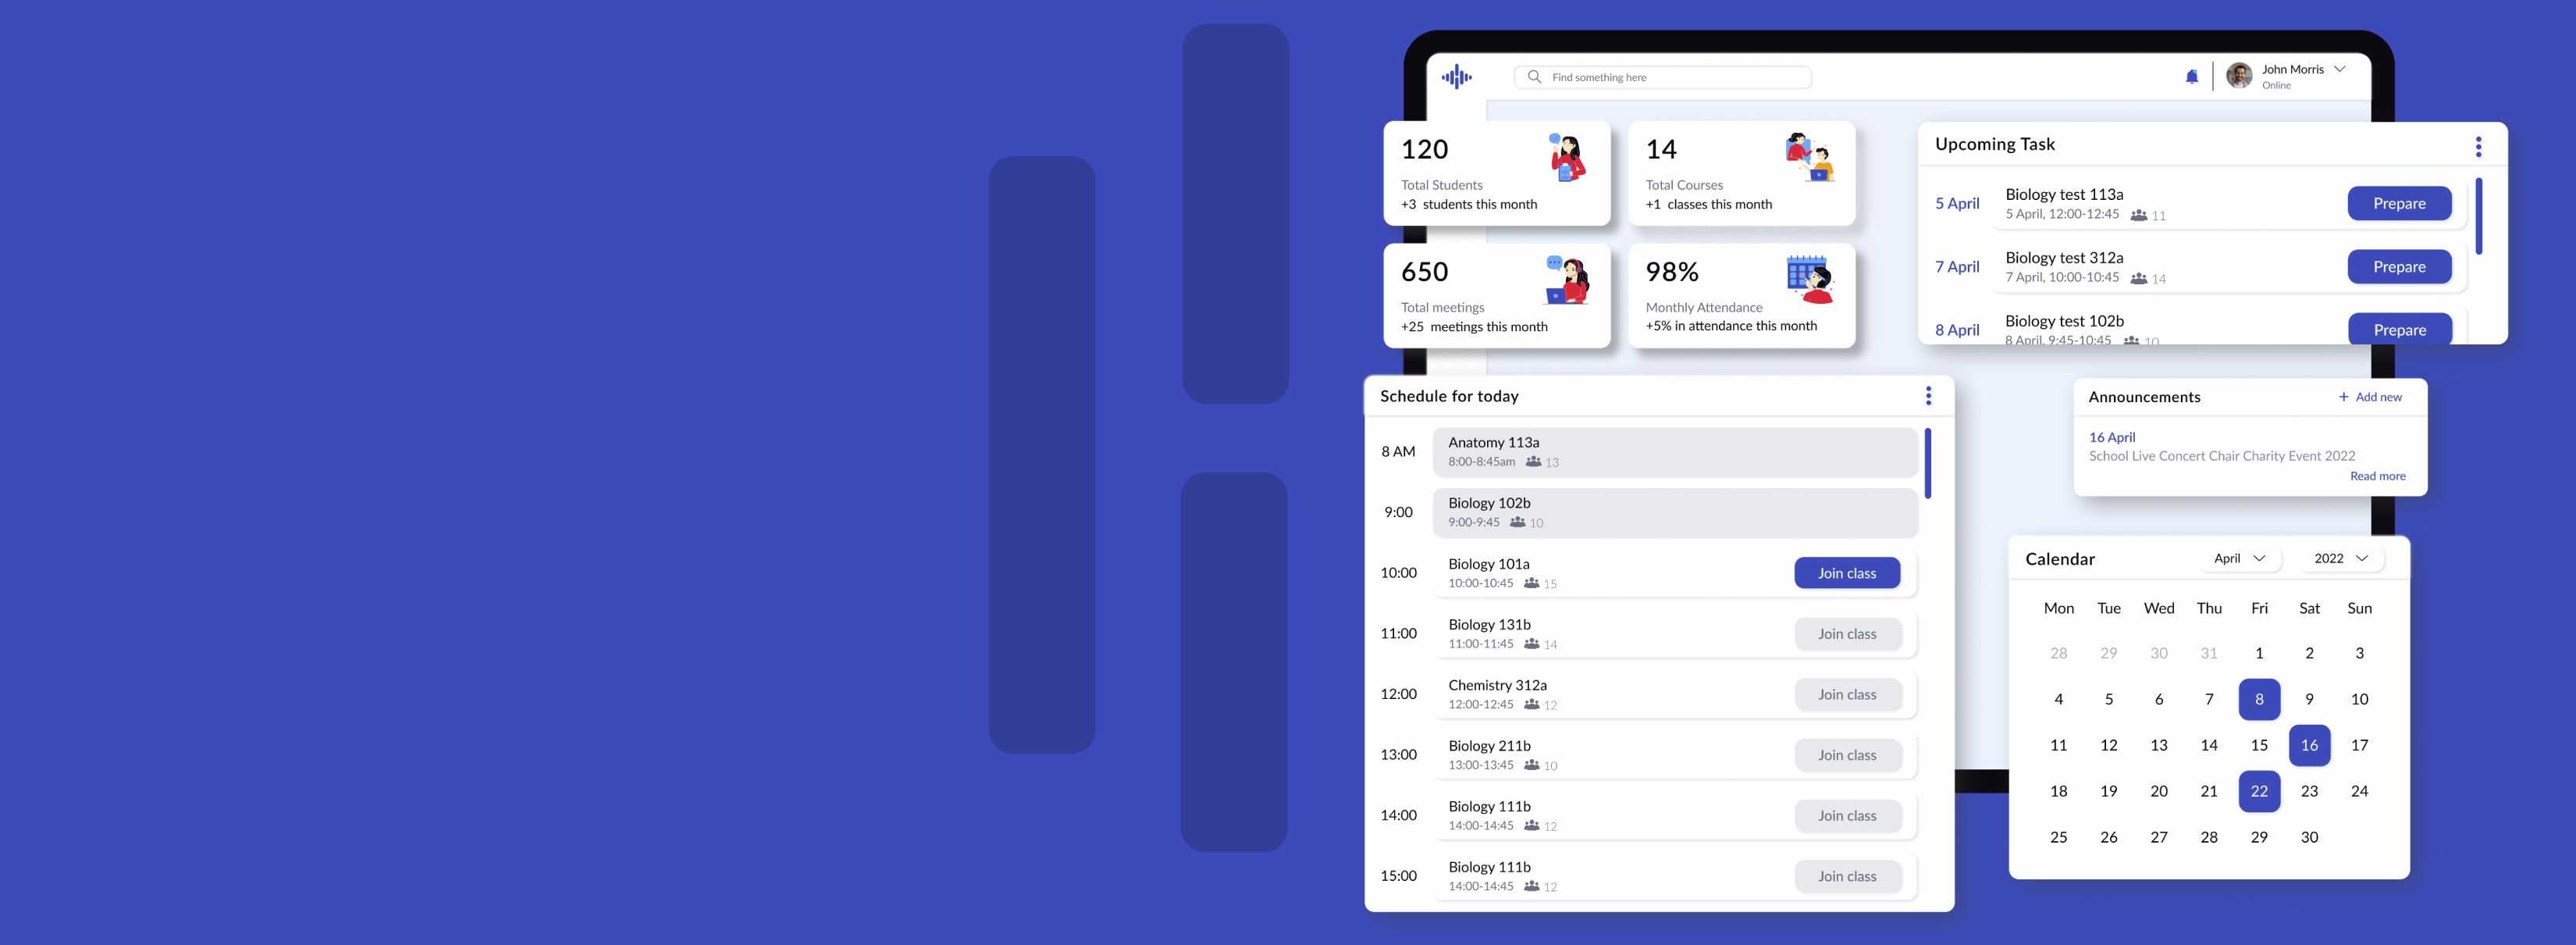 Find something here
John Morris
Online
120
Total Students
+3 students this month
14
Total Courses
+1 classes this month
650
Total meetings
+25 meetings this month
98%
Monthly Attendance
+5% in attendance this month
Upcoming Task
5 April
Biology test 113a
5 April, 12:00-12:45 11
Prepare
7 April
Biology test 312a
7 April, 10:00-10:45 14
Prepare
8 April
Biology test 102b
8 April, 9:45-10:45 10
Prepare
Schedule for today
8 AM
Anatomy 113a
8:00-8:45am 13
9:00
Biology 102b
9:00-9:45 10
10:00
Biology 101a
10:00-10:45 15
Join class
11:00
Biology 131b
11:00-11:45 14
Join class
12:00
Chemistry 312a
12:00-12:45 12
Join class
13:00
Biology 211b
13:00-13:45 10
Join class
14:00
Biology 111b
14:00-14:45 12
Join class
15:00
Biology 111b
14:00-14:45 12
Join class
Announcements
+ Add new
16 April
School Live Concert Chair Charity Event 2022
Read more
Calendar
April
2022
Mon Tue Wed Thu Fri Sat Sun
28 29 30 31 1 2 3
4 5 6 7 8 9 10
11 12 13 14 15 16 17
18 19 20 21 22 23 24
25 26 27 28 29 30